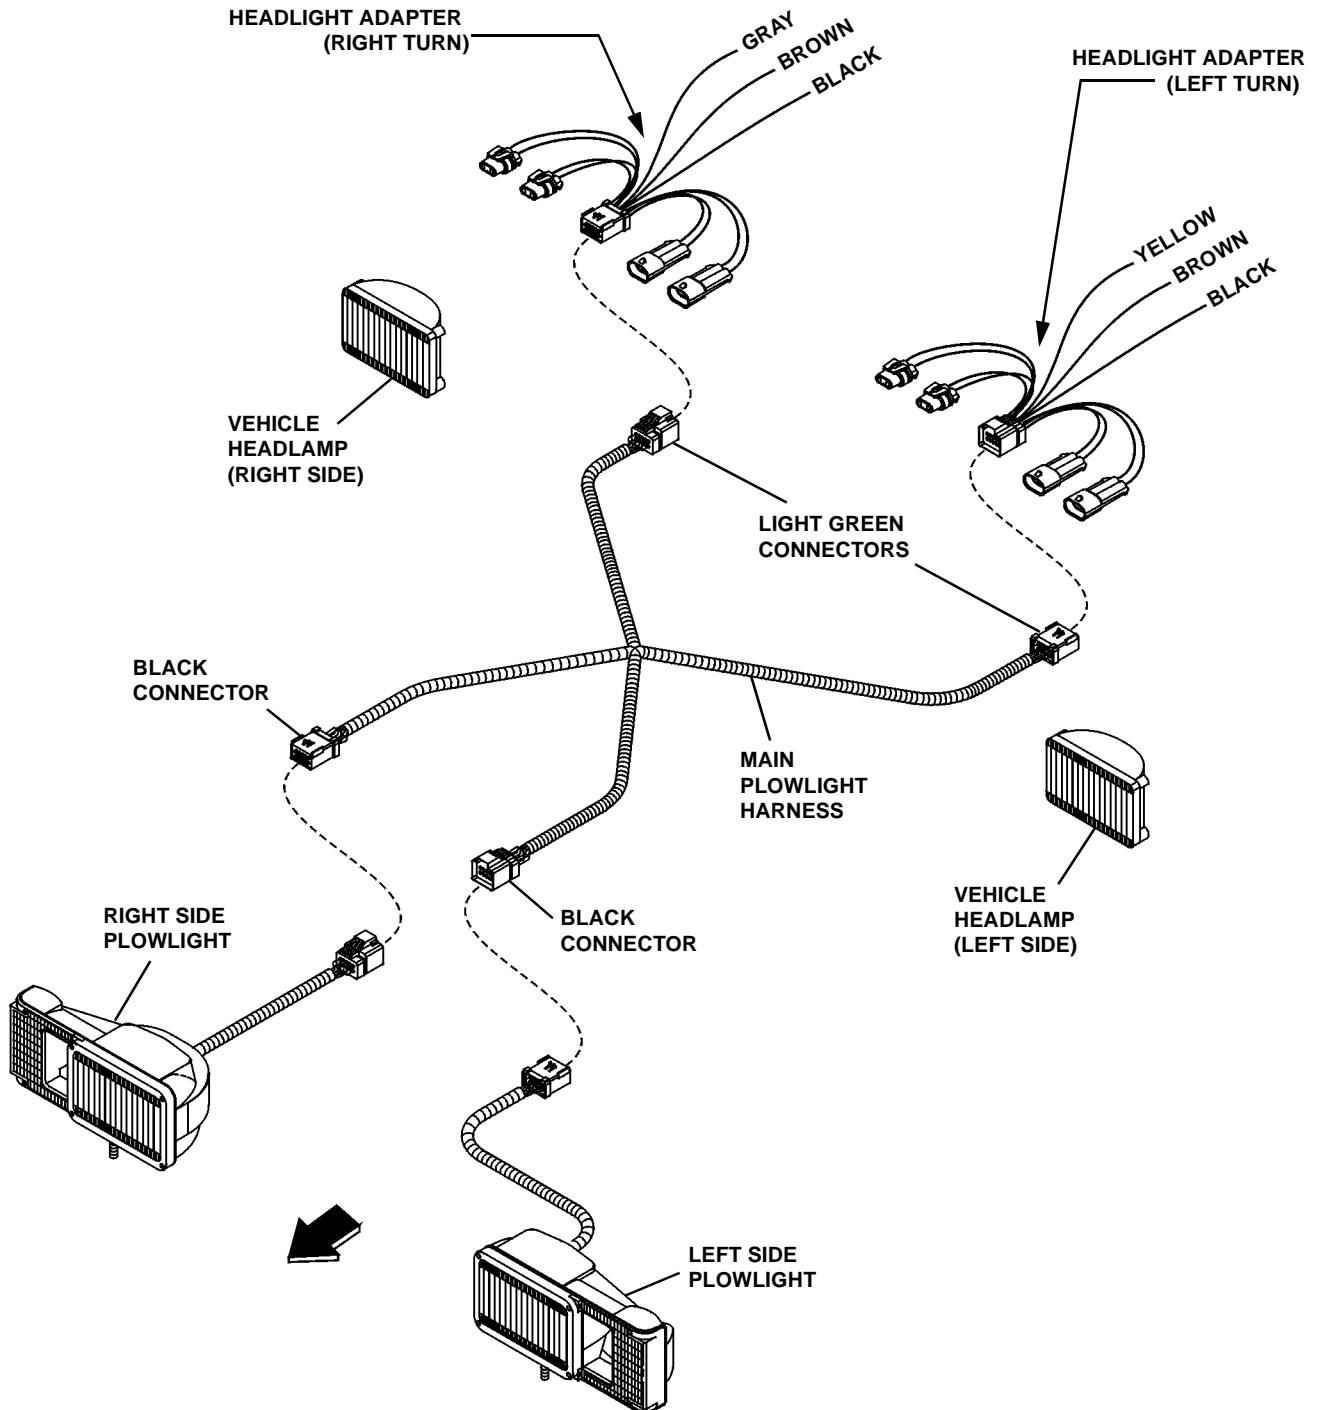 HEADLIGHT ADAPTER
(RIGHT TURN)
GRAY
BROWN
BLACK
HEADLIGHT ADAPTER
(LEFT TURN)
YELLOW
BROWN
BLACK
VEHICLE
HEADLAMP
(RIGHT SIDE)
LIGHT GREEN
CONNECTORS
BLACK
CONNECTOR
MAIN
PLOWLIGHT
HARNESS
VEHICLE
HEADLAMP
(LEFT SIDE)
RIGHT SIDE
PLOWLIGHT
BLACK
CONNECTOR
LEFT SIDE
PLOWLIGHT